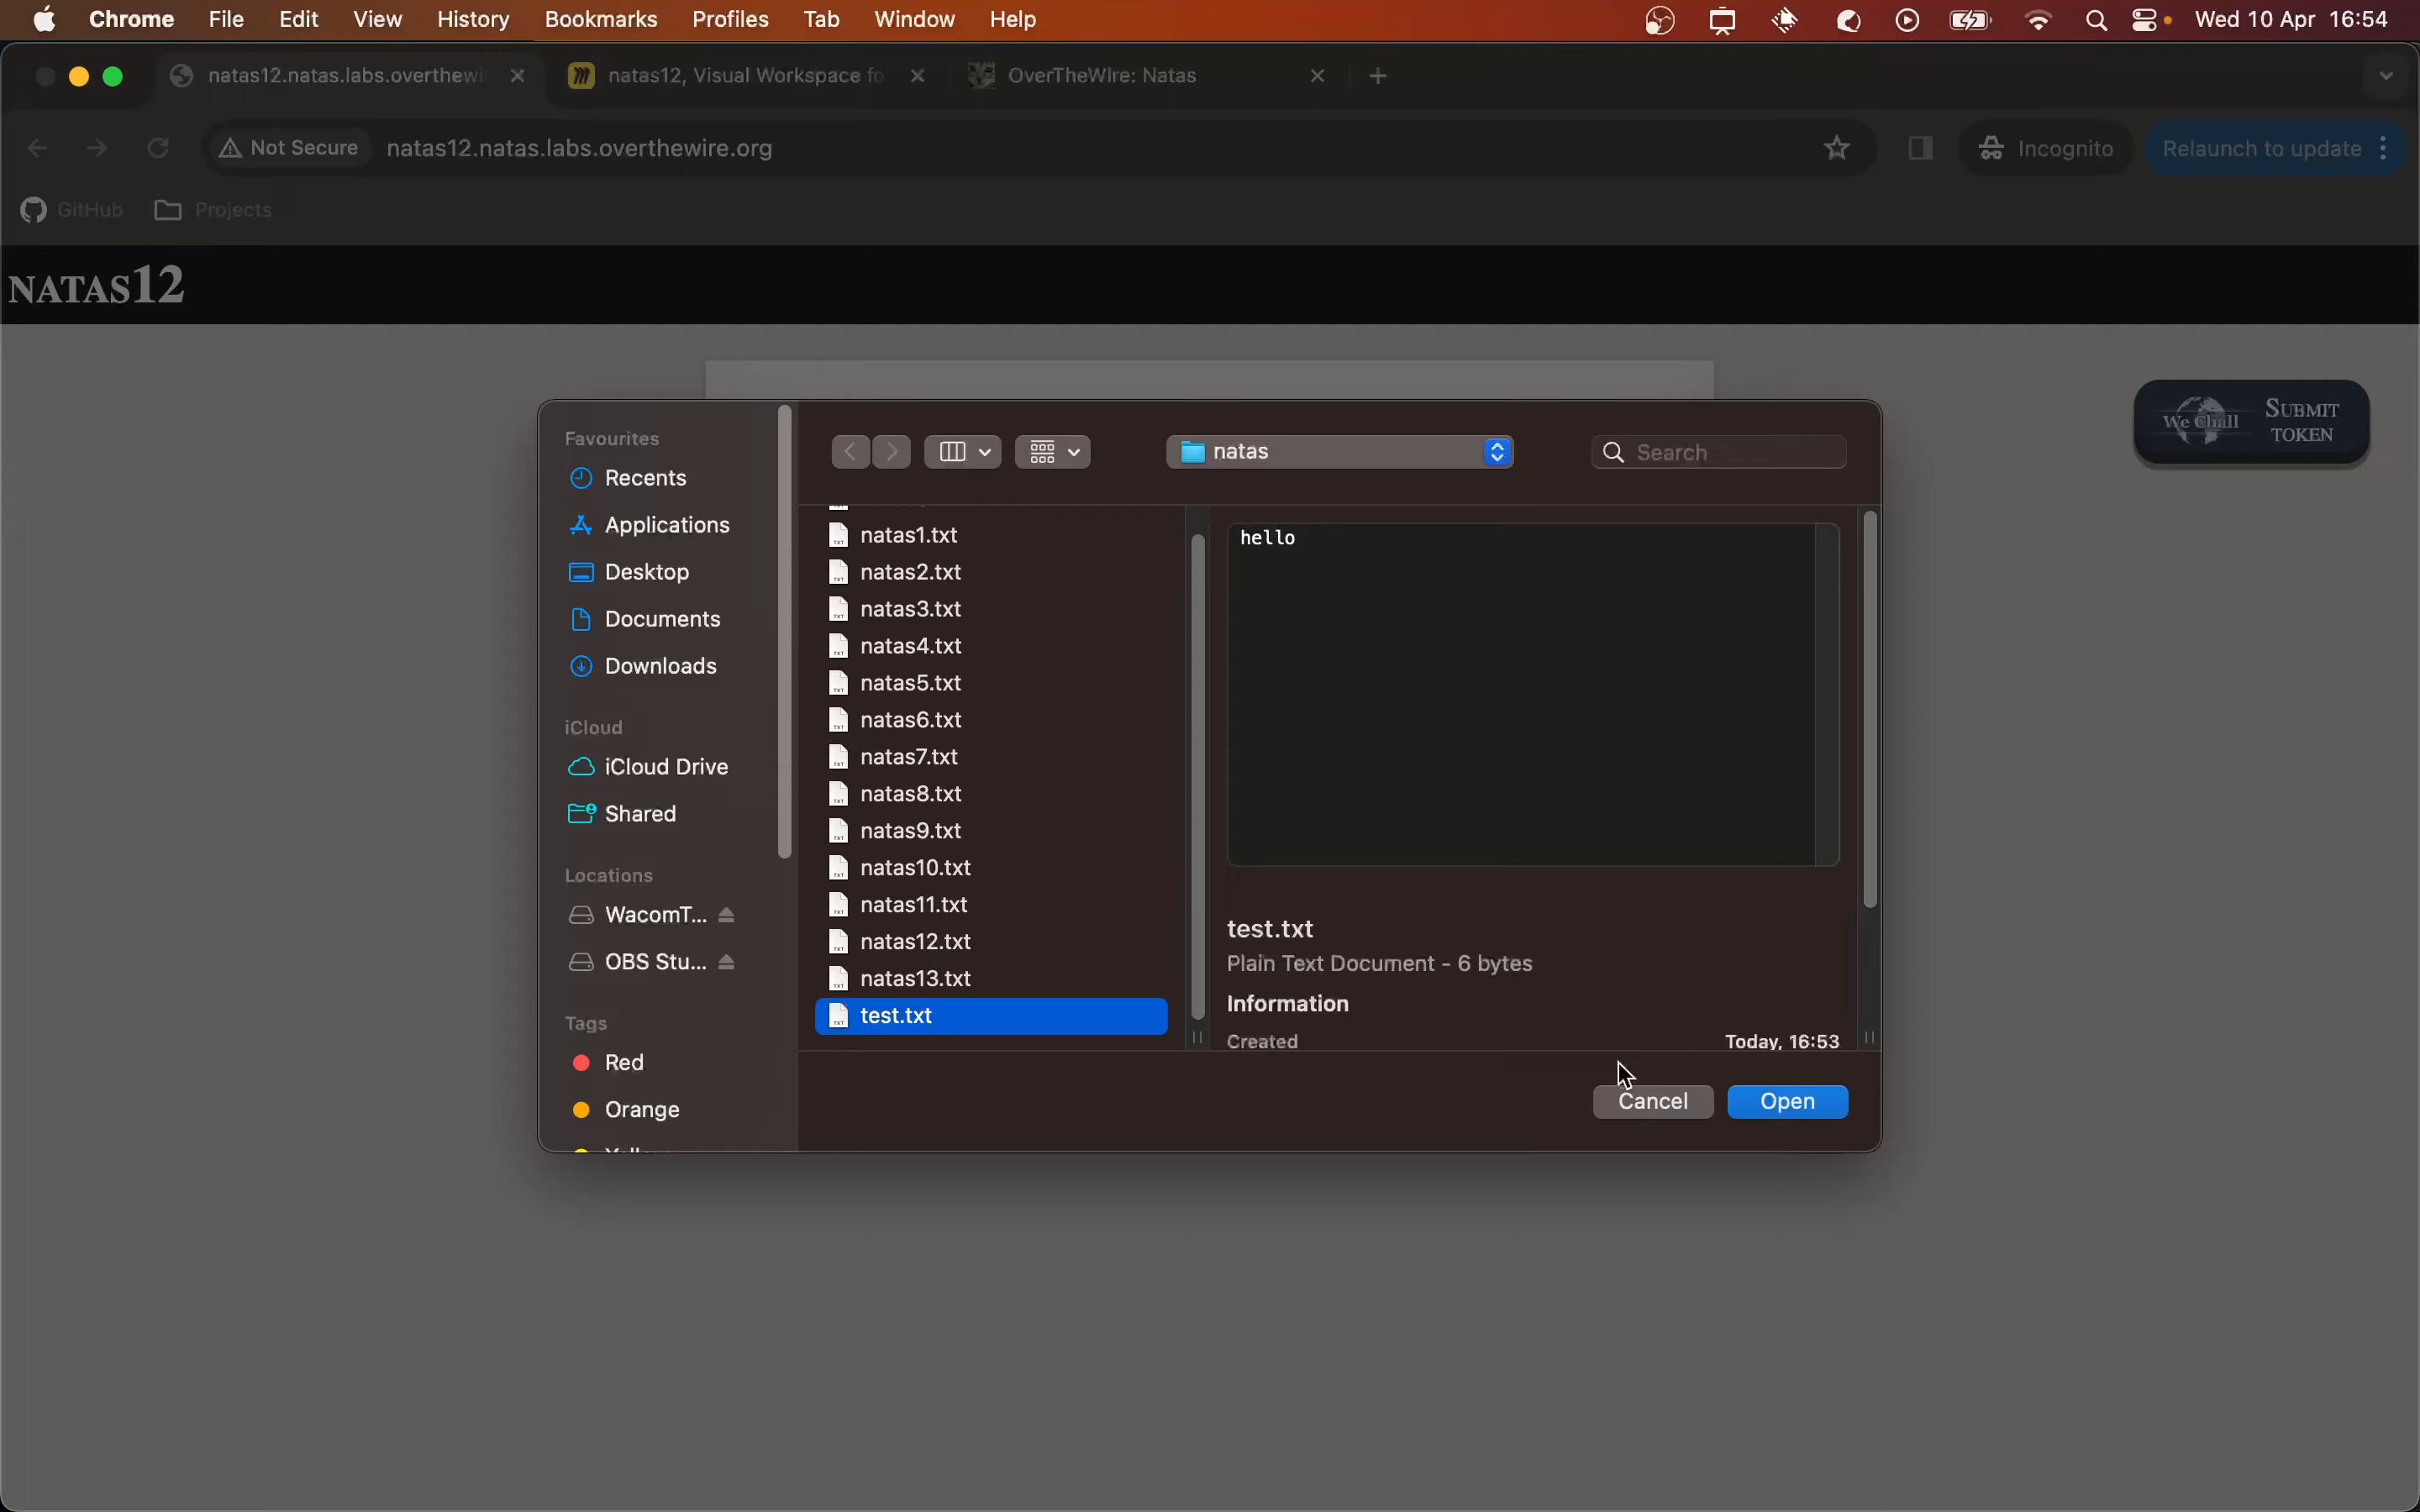 Chrome File Edit View History Bookmarks Profiles Tab Window Help Wed 10 Apr 16:54
natas12.natas.labs.overthewi natas12, Visual Workspace fo OverTheWire: Natas
Not Secure natas12.natas.labs.overthewire.org Incognito Relaunch to update
GitHub Projects
NATAS12
We Chall SUBMIT TOKEN
Favourites
Recents
Applications
Desktop
Documents
Downloads
iCloud
iCloud Drive
Shared
Locations
WacomT...
OBS Stu...
Tags
Red
Orange
natas
Search
natas1.txt
natas2.txt
natas3.txt
natas4.txt
natas5.txt
natas6.txt
natas7.txt
natas8.txt
natas9.txt
natas10.txt
natas11.txt
natas12.txt
natas13.txt
test.txt
hello
test.txt
Plain Text Document - 6 bytes
Information
Created Today, 16:53
Cancel Open